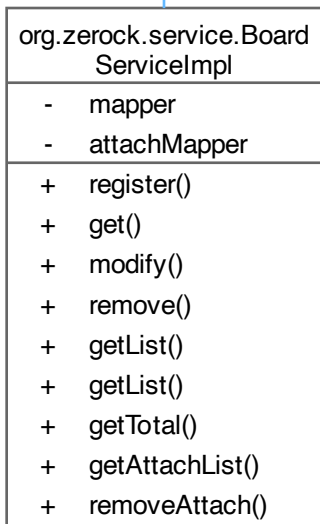 org.zerock.service.Board
ServiceImpl
- mapper
- attachMapper
+ register()
+ get()
+ modify()
+ remove()
+ getList()
+ getList()
+ getTotal()
+ getAttachList()
+ removeAttach()